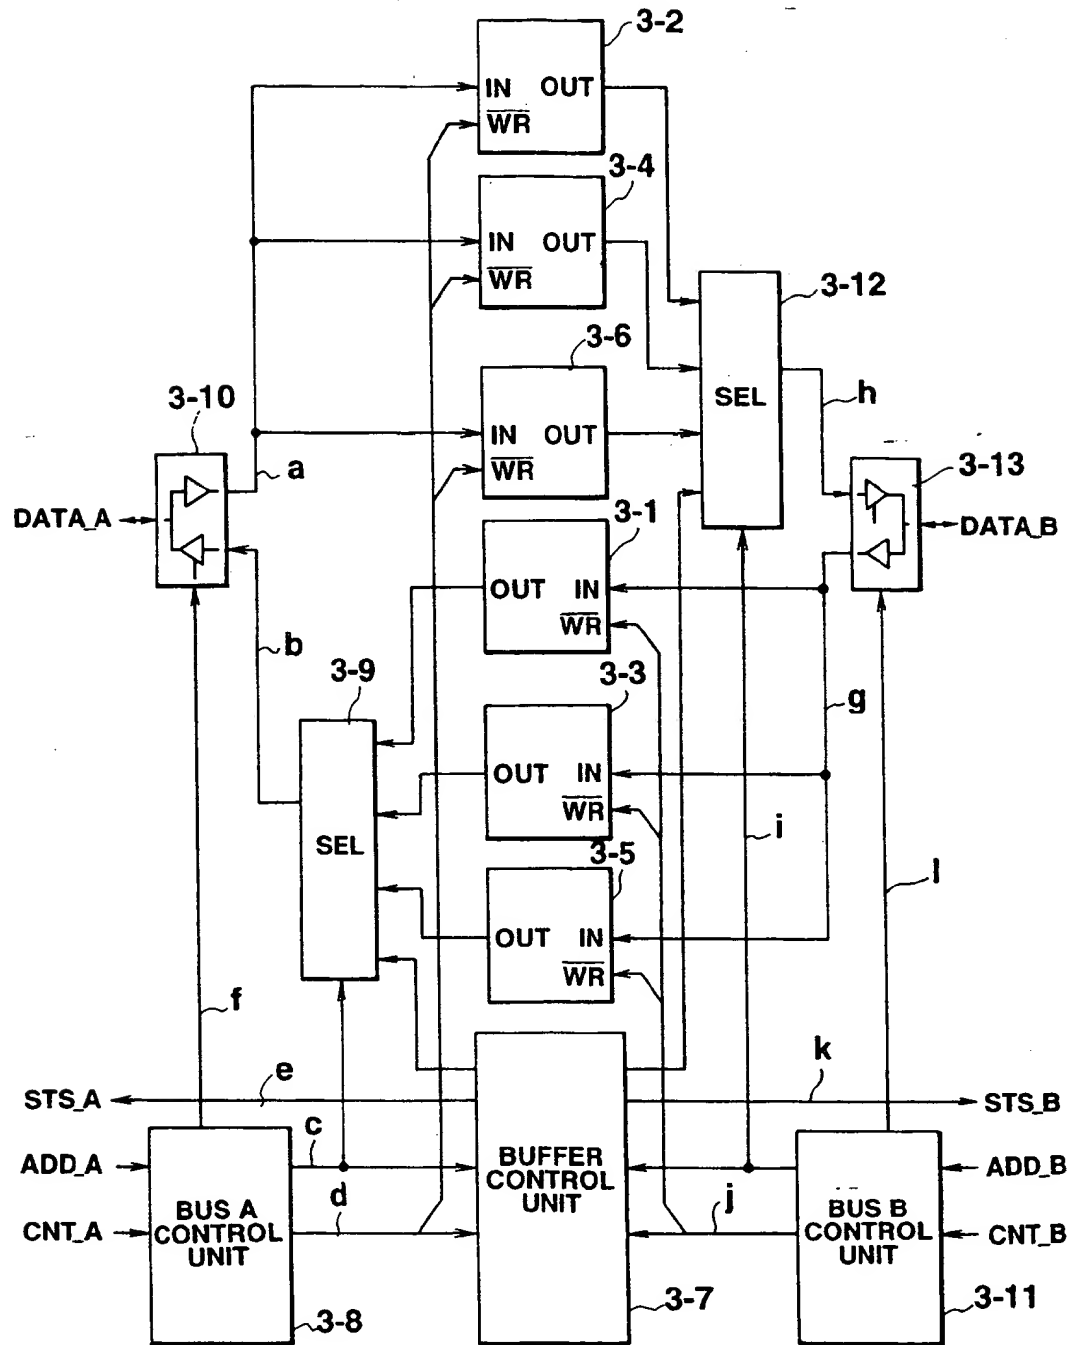 3-2
IN OUT
WR
3-4
IN OUT
WR
3-12
SEL
h
3-6
IN OUT
WR
3-10
a
DATA_A
3-13
DATA_B
3-1
OUT IN
WR
b
g
3-9
SEL
3-3
OUT IN
WR
i
3-5
OUT IN
WR
l
f
e
k
STS_A
STS_B
c
ADD_A
ADD_B
d
j
CNT_A
CNT_B
BUS A
CONTROL
UNIT
3-8
BUFFER
CONTROL
UNIT
3-7
BUS B
CONTROL
UNIT
3-11